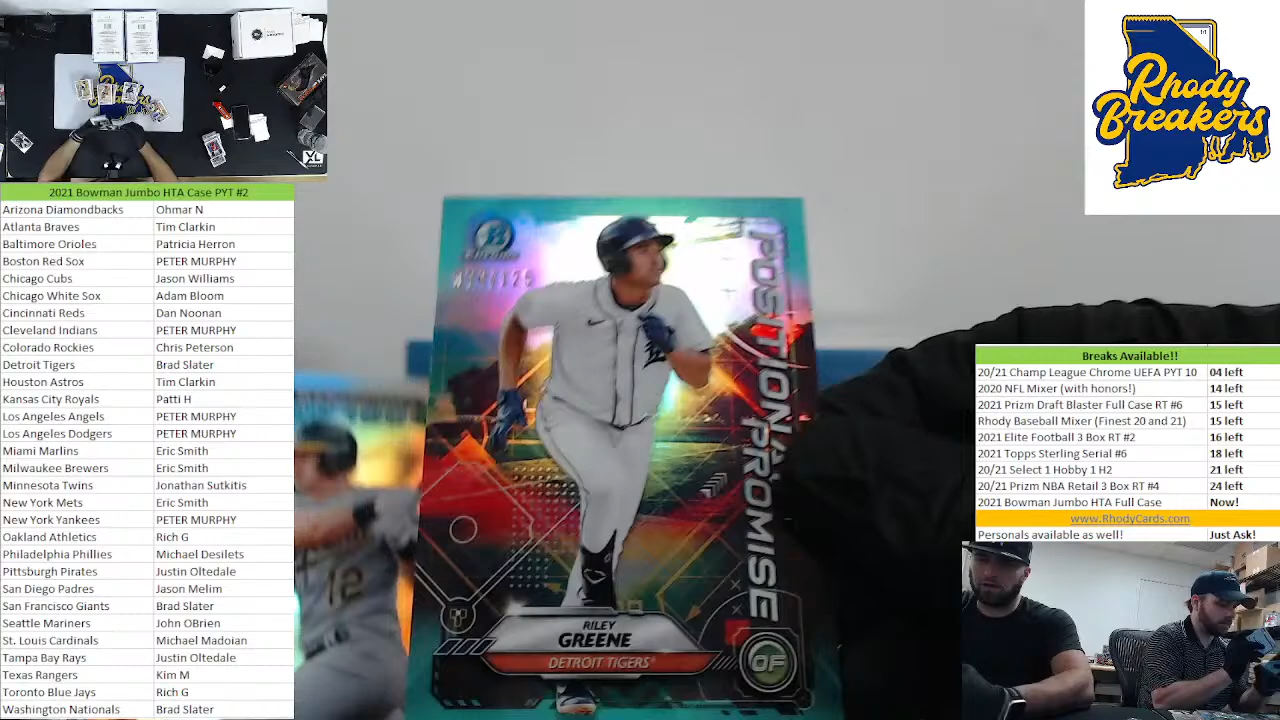 XL
2021 Bowman Jumbo HTA Case PYT #2
Arizona Diamondbacks Ohmar N
Atlanta Braves Tim Clarkin
Baltimore Orioles Patricia Herron
Boston Red Sox PETER MURPHY
Chicago Cubs Jason Williams
Chicago White Sox Adam Bloom
Cincinnati Reds Dan Noonan
Cleveland Indians PETER MURPHY
Colorado Rockies Chris Peterson
Detroit Tigers Brad Slater
Houston Astros Tim Clarkin
Kansas City Royals Patti H
Los Angeles Angels PETER MURPHY
Los Angeles Dodgers PETER MURPHY
Miami Marlins Eric Smith
Milwaukee Brewers Eric Smith
Minnesota Twins Jonathan Sutkitis
New York Mets Eric Smith
New York Yankees PETER MURPHY
Oakland Athletics Rich G
Philadelphia Phillies Michael Desilets
Pittsburgh Pirates Justin Oltedale
San Diego Padres Jason Melim
San Francisco Giants Brad Slater
Seattle Mariners John OBrien
St. Louis Cardinals Michael Madoian
Tampa Bay Rays Justin Oltedale
Texas Rangers Kim M
Toronto Blue Jays Rich G
Washington Nationals Brad Slater
POSITION
PROMISE
12
RILEY
GREENE
DETROIT TIGERS
OF
Rhody
Breakers
Breaks Available!!
20/21 Champ League Chrome UEFA PYT 10 04 left
2020 NFL Mixer (with honors!) 14 left
2021 Prizm Draft Blaster Full Case RT #6 15 left
Rhody Baseball Mixer (Finest 20 and 21) 15 left
2021 Elite Football 3 Box RT #2 16 left
2021 Topps Sterling Serial #6 18 left
20/21 Select 1 Hobby 1 H2 21 left
20/21 Prizm NBA Retail 3 Box RT #4 24 left
2021 Bowman Jumbo HTA Full Case Now!
www.RhodyCards.com
Personals available as well! Just Ask!